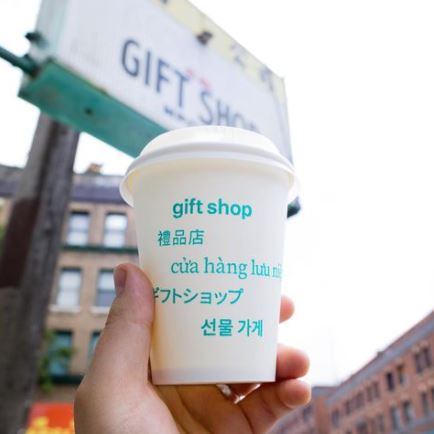 GIFT SHOP
gift shop
禮品店
cửa hàng lưu
ギフトショップ
선물 가게